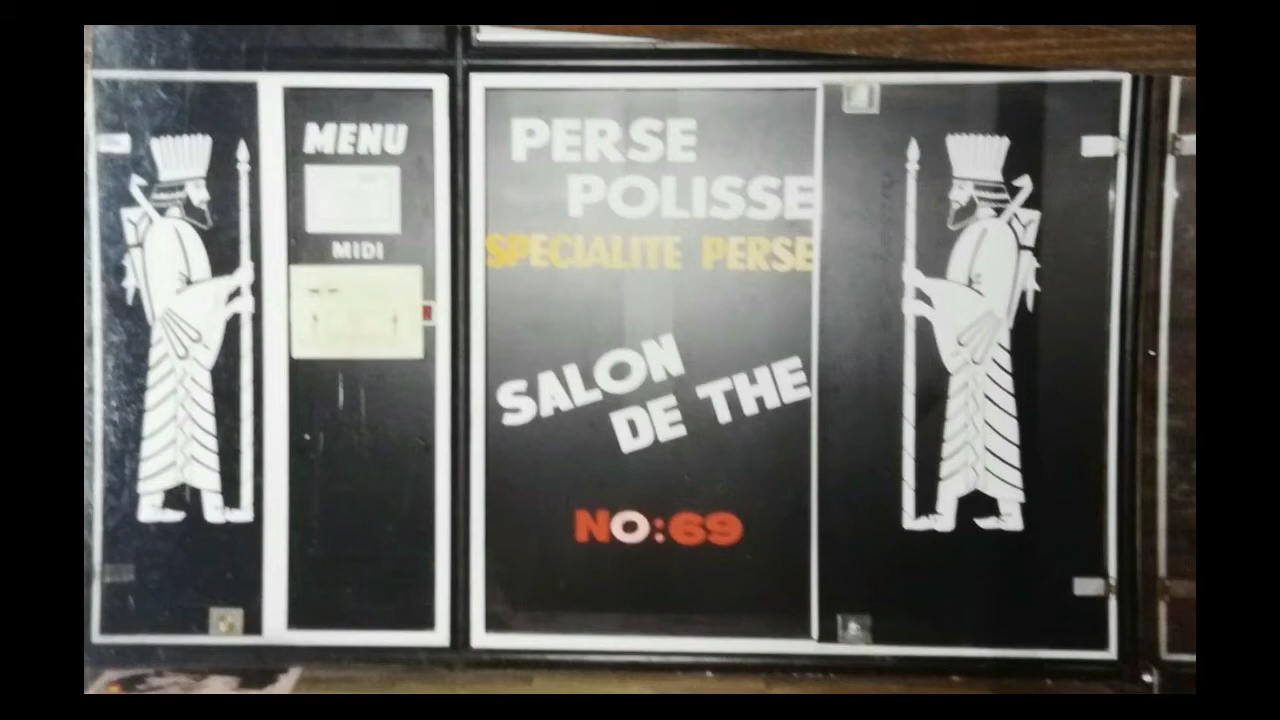 MENU
MIDI
PERSE
POLISSE
SPECIALITE PERSE
SALON
DE THE
NO:69